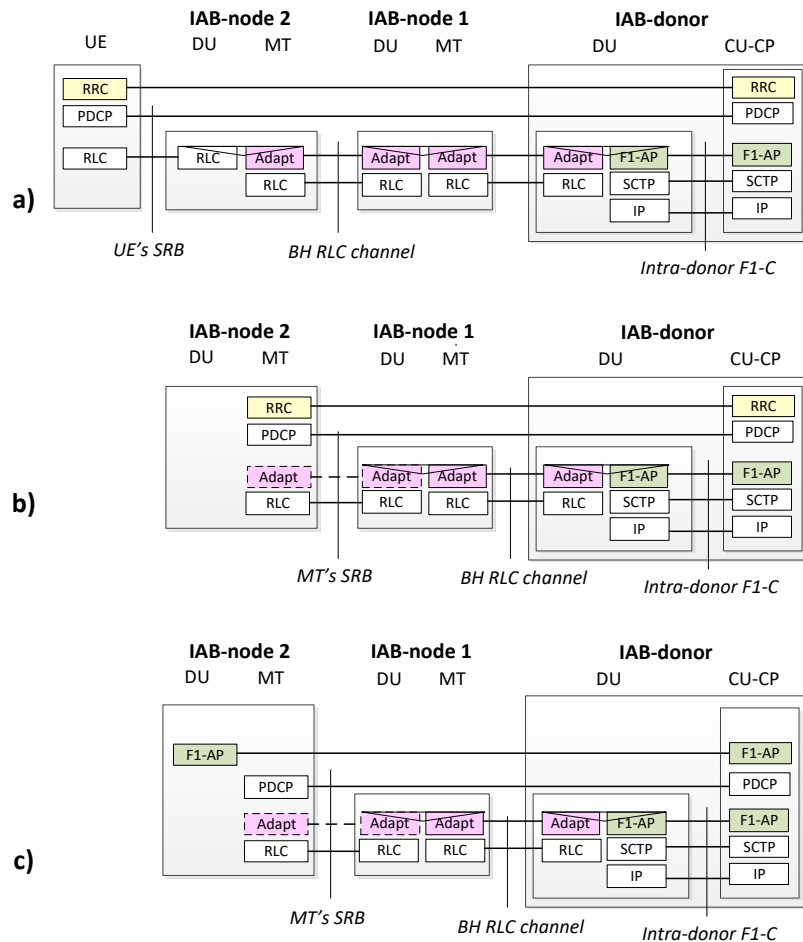 IAB-node 2 IAB-node 1 IAB-donor
UE DU MT DU MT DU CU-CP
RRC RRC
PDCP PDCP
RLC RLC Adapt Adapt Adapt Adapt F1-AP F1-AP
RLC RLC RLC RLC SCTP SCTP
a)
IP IP
UE's SRB BH RLC channel Intra-donor F1-C
IAB-node 2 IAB-node 1 IAB-donor
DU MT DU MT DU CU-CP
RRC RRC
PDCP PDCP
Adapt Adapt Adapt Adapt F1-AP F1-AP
b)
RLC RLC RLC RLC SCTP SCTP
IP IP
MT's SRB BH RLC channel Intra-donor F1-C
IAB-node 2 IAB-node 1 IAB-donor
DU MT DU MT DU CU-CP
F1-AP F1-AP
PDCP PDCP
Adapt Adapt Adapt Adapt F1-AP F1-AP
RLC RLC RLC RLC SCTP SCTP
c)
IP IP
MT's SRB BH RLC channel Intra-donor F1-C